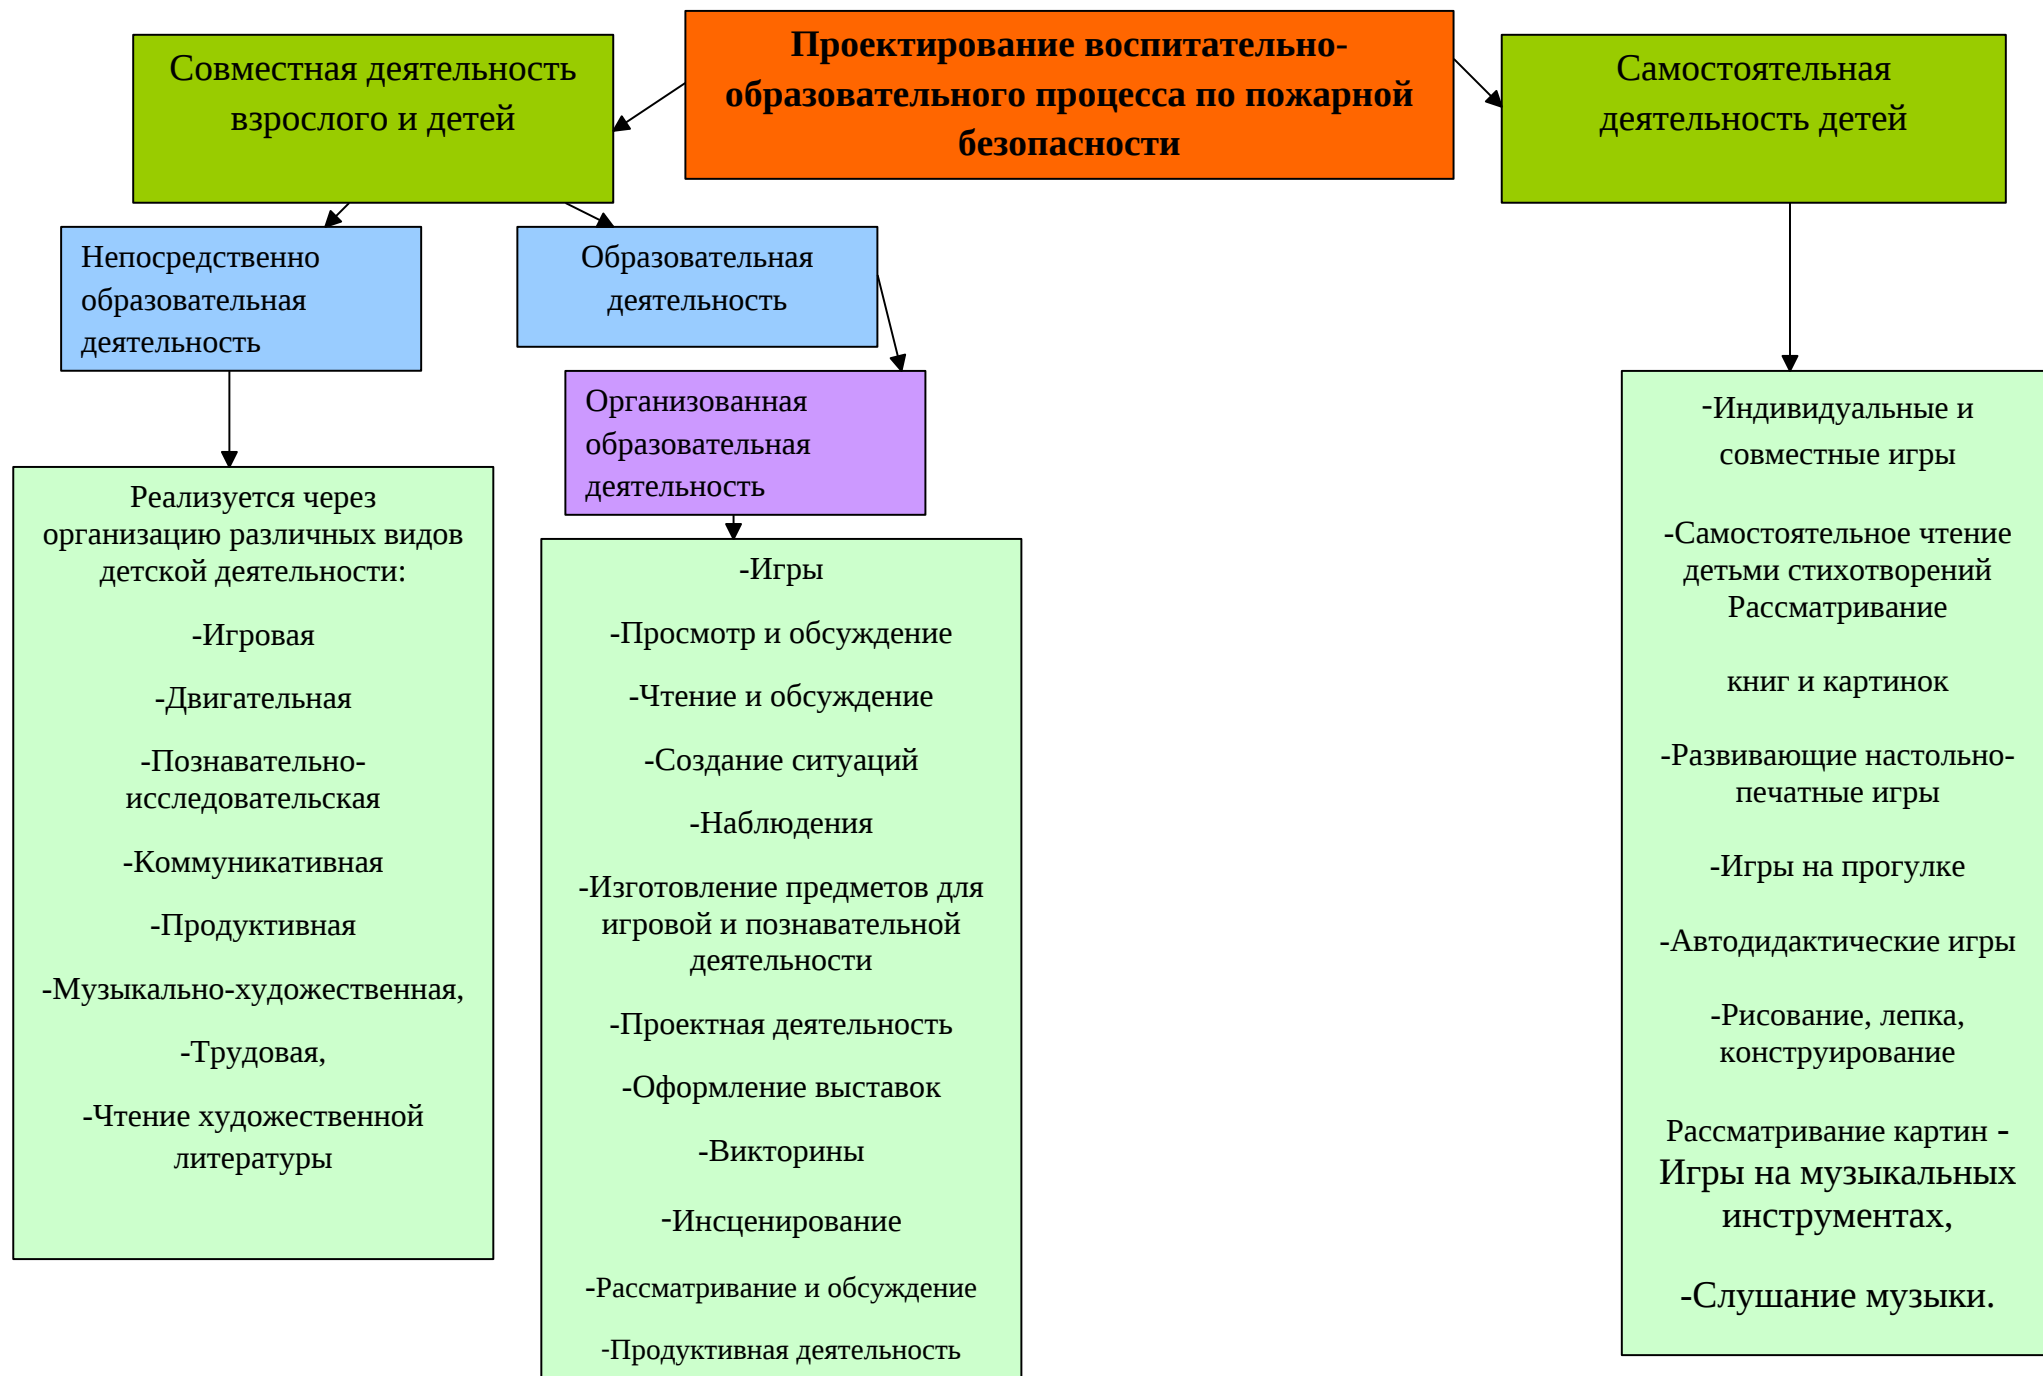 Проектирование воспитательно-
образовательного процесса по пожарной
безопасности
Совместная деятельность
взрослого и детей
Самостоятельная
деятельность детей
Непосредственно
образовательная
деятельность
Образовательная
деятельность
Организованная
образовательная
деятельность
Реализуется через
организацию различных видов
детской деятельности:
-Игровая
-Двигательная
-Познавательно-
исследовательская
-Коммуникативная
-Продуктивная
-Музыкально-художественная,
-Трудовая,
-Чтение художественной
литературы
-Игры
-Просмотр и обсуждение
-Чтение и обсуждение
-Создание ситуаций
-Наблюдения
-Изготовление предметов для
игровой и познавательной
деятельности
-Проектная деятельность
-Оформление выставок
-Викторины
-Инсценирование
-Рассматривание и обсуждение
-Продуктивная деятельность
-Индивидуальные и
совместные игры
-Самостоятельное чтение
детьми стихотворений
Рассматривание
книг и картинок
-Развивающие настольно-
печатные игры
-Игры на прогулке
-Автодидактические игры
-Рисование, лепка,
конструирование
Рассматривание картин -
Игры на музыкальных
инструментах,
-Слушание музыки.